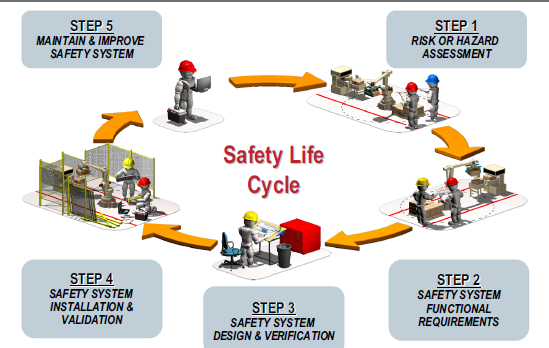 STEP 5
MAINTAIN & IMPROVE
SAFETY SYSTEM
STEP 1
RISK OR HAZARD
ASSESSMENT
Safety Life
Cycle
STEP 4
SAFETY SYSTEM
INSTALLATION &
VALIDATION
STEP 3
SAFETY SYSTEM
DESIGN & VERIFICATION
STEP 2
SAFETY SYSTEM
FUNCTIONAL
REQUIREMENTS